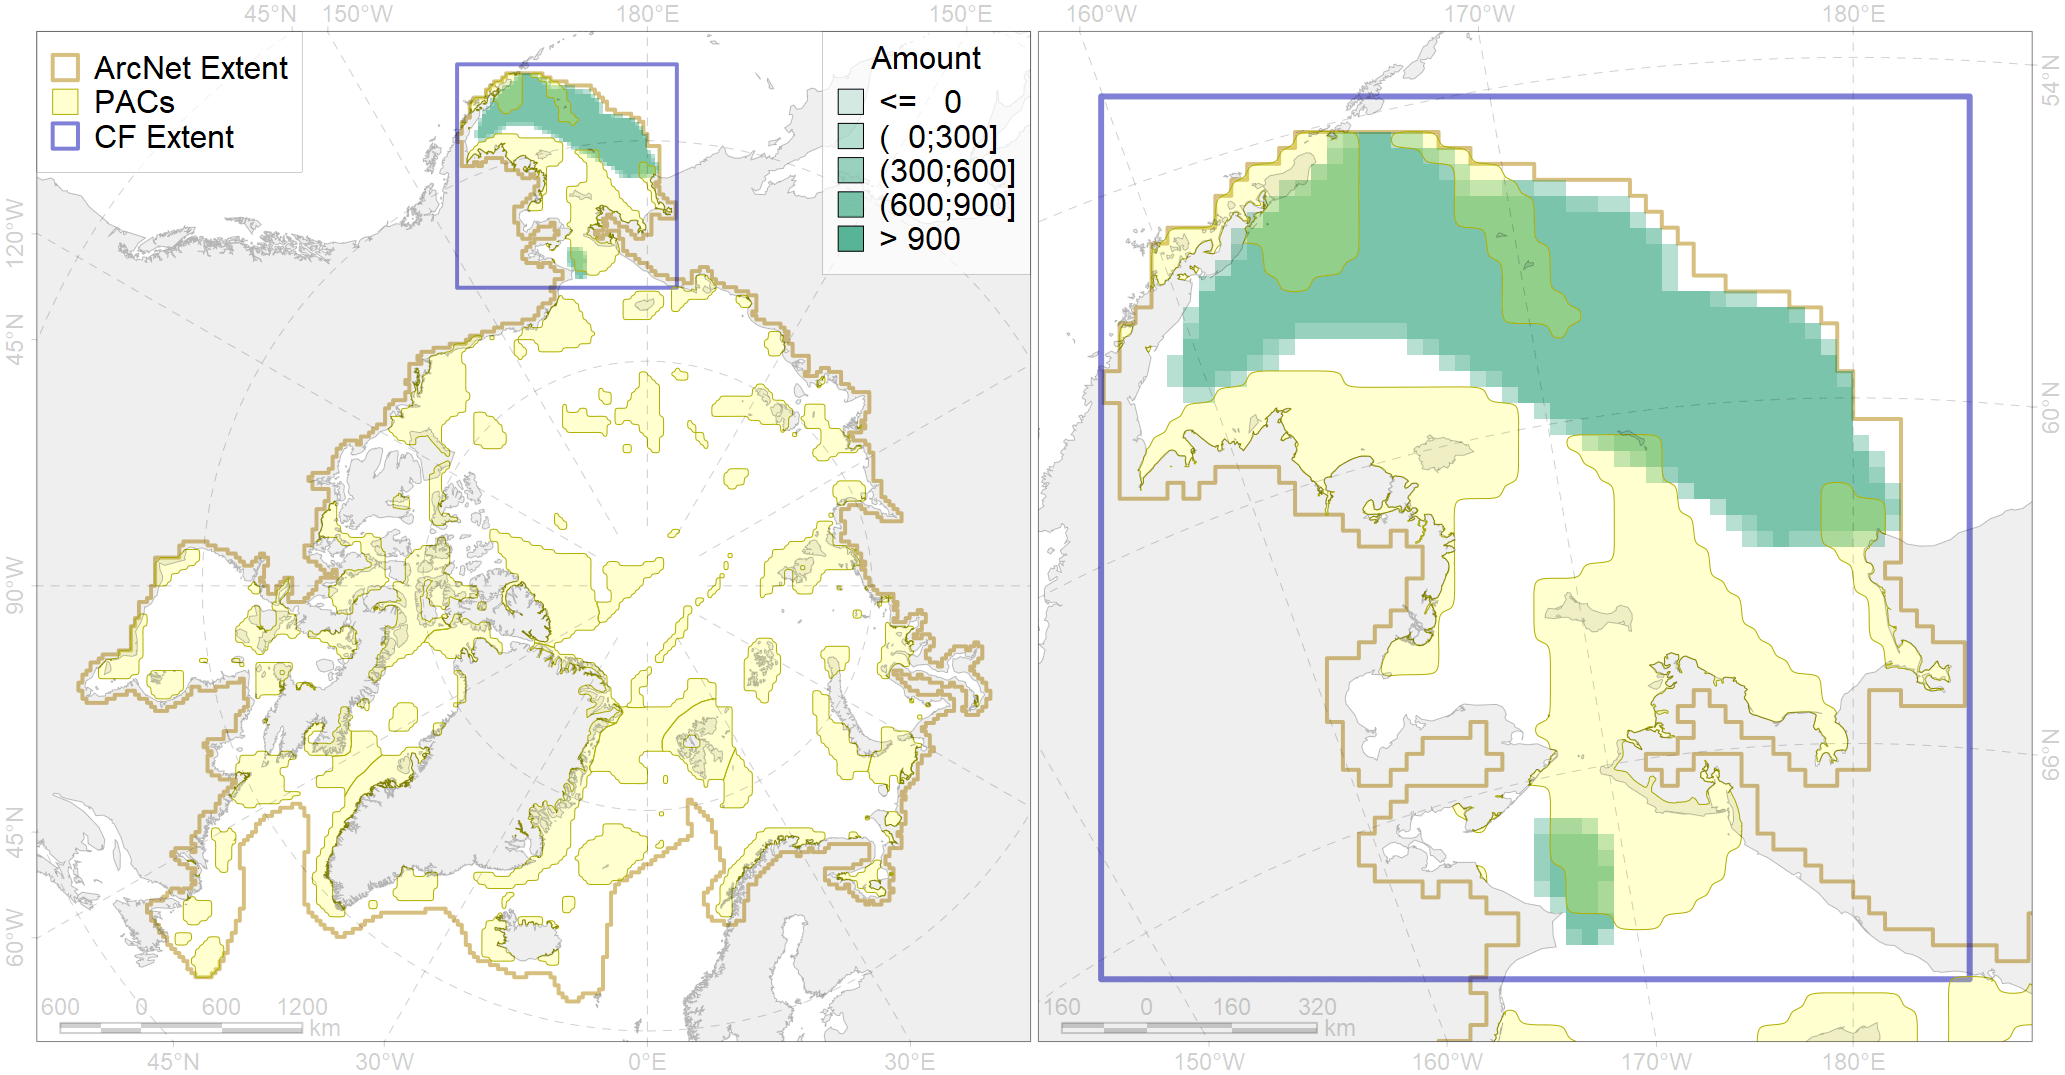 45°N 150°W 180°E 150°E 160°W 170°W 180°E
ArcNet Extent
PACs
CF Extent
Amount
<= 0
( 0;300]
(300;600]
(600;900]
> 900
120°W
45°N
90°W
45°N
60°W
54°N
60°N
66°N
600 0 600 1200
km
160 0 160 320
km
45°N 30°W 0°E 30°E 150°W 160°W 170°W 180°E